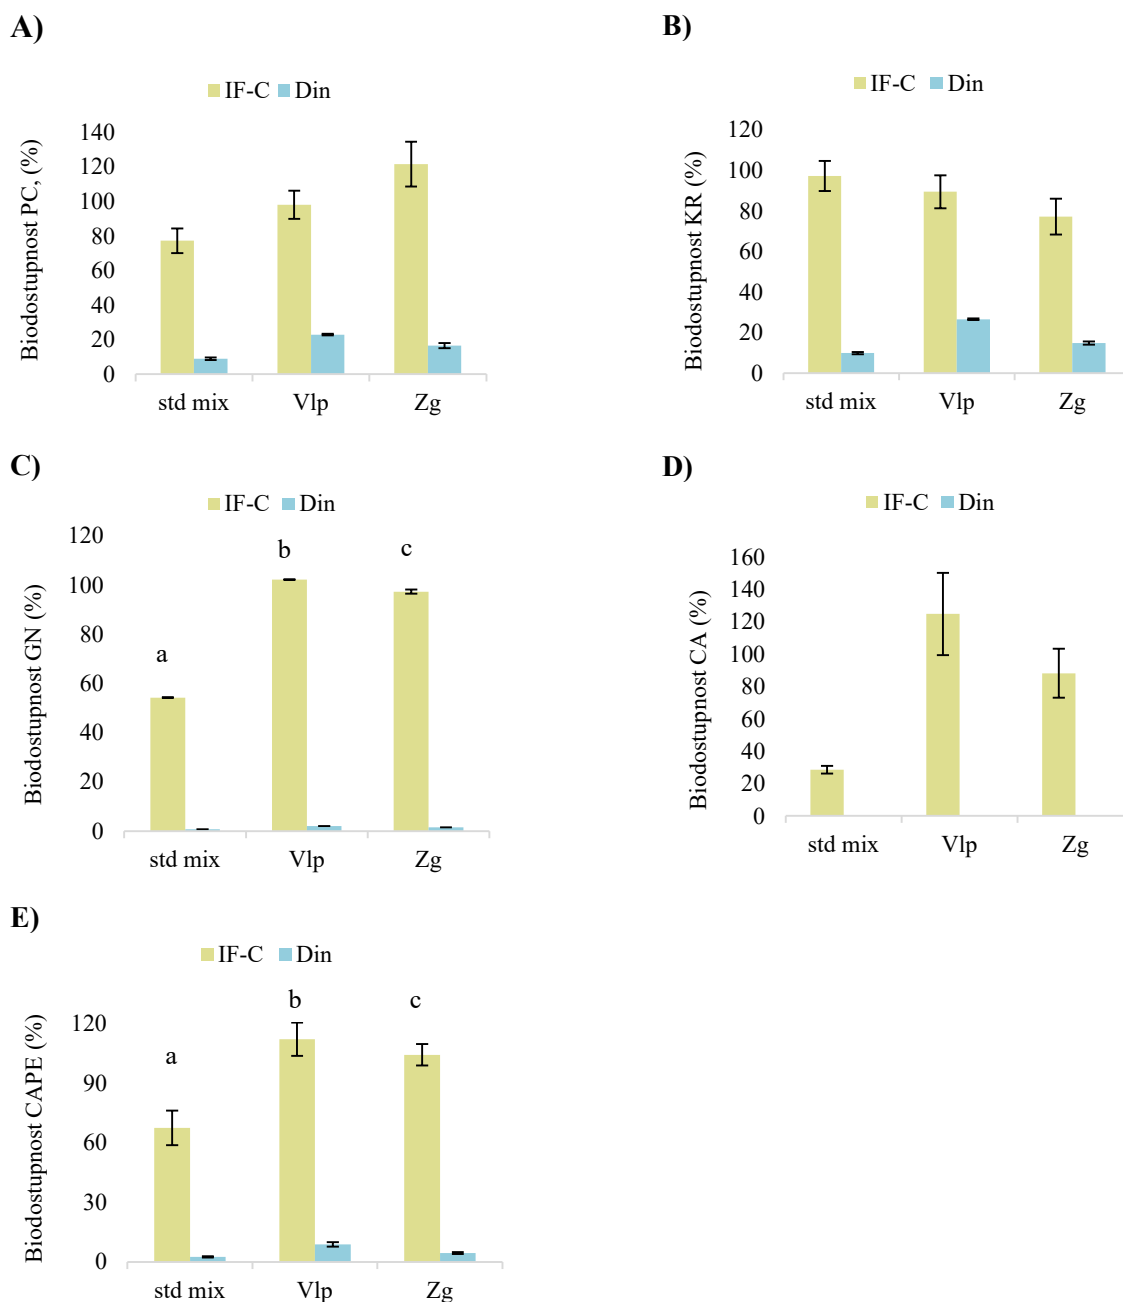 A)
IF-C Din
Biodostupnost PC, (%)
140
120
100
80
60
40
20
0
std mix Vlp Zg
B)
IF-C Din
Biodostupnost KR (%)
120
100
80
60
40
20
0
std mix Vlp Zg
C)
IF-C Din
Biodostupnost GN (%)
120
100
80
60
40
20
0
a b c
std mix Vlp Zg
D)
IF-C Din
Biodostupnost CA (%)
160
140
120
100
80
60
40
20
0
std mix Vlp Zg
E)
IF-C Din
Biodostupnost CAPE (%)
120
90
60
30
0
a b c
std mix Vlp Zg